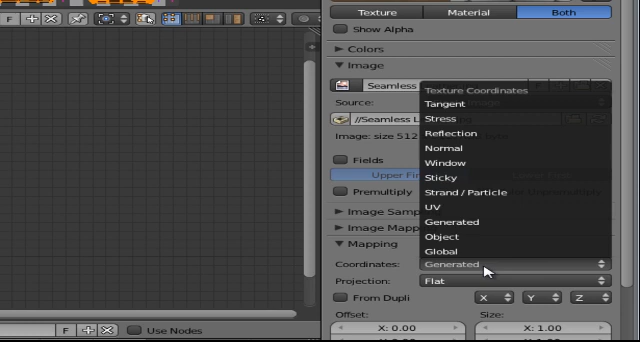 Texture Material Both
Show Alpha
Colors
Image
Seamless
Texture Coordinates
Tangent
Source:
Stress
//Seamless L
Reflection
Image: size 512
Normal
Fields
Window
Upper Fir
Sticky
Premultiply
Strand / Particle
UV
Image Samp
Generated
Image Mapp
Object
Mapping
Global
Coordinates: Generated
Projection: Flat
From Dupli X Y Z
Offset: Size:
X: 0.00 X: 1.00
F
F Use Nodes